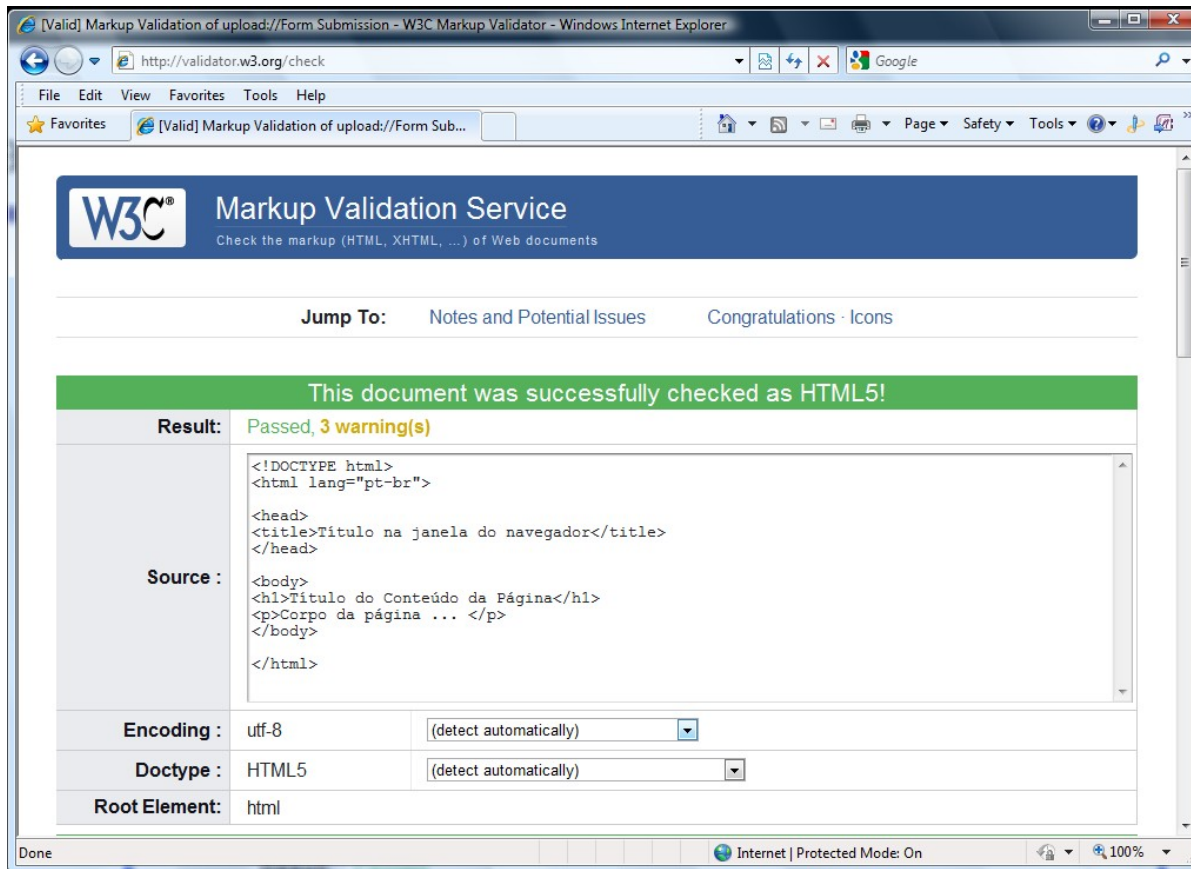 [Valid] Markup Validation of upload://Form Submission - W3C Markup Validator - Windows Internet Explorer
http://validator.w3.org/check
Google
File Edit View Favorites Tools Help
Favorites
[Valid] Markup Validation of upload://Form Sub...
Page Safety Tools
W3C®
Markup Validation Service
Check the markup (HTML, XHTML, ...) of Web documents
Jump To: Notes and Potential Issues Congratulations · Icons
This document was successfully checked as HTML5!
Result: Passed, 3 warning(s)
Source :
<!DOCTYPE html>
<html lang="pt-br">
<head>
<title>Título na janela do navegador</title>
</head>
<body>
<h1>Título do Conteúdo da Página</h1>
<p>Corpo da página ... </p>
</body>
</html>
Encoding : utf-8 (detect automatically)
Doctype : HTML5 (detect automatically)
Root Element: html
Done
Internet | Protected Mode: On
100%